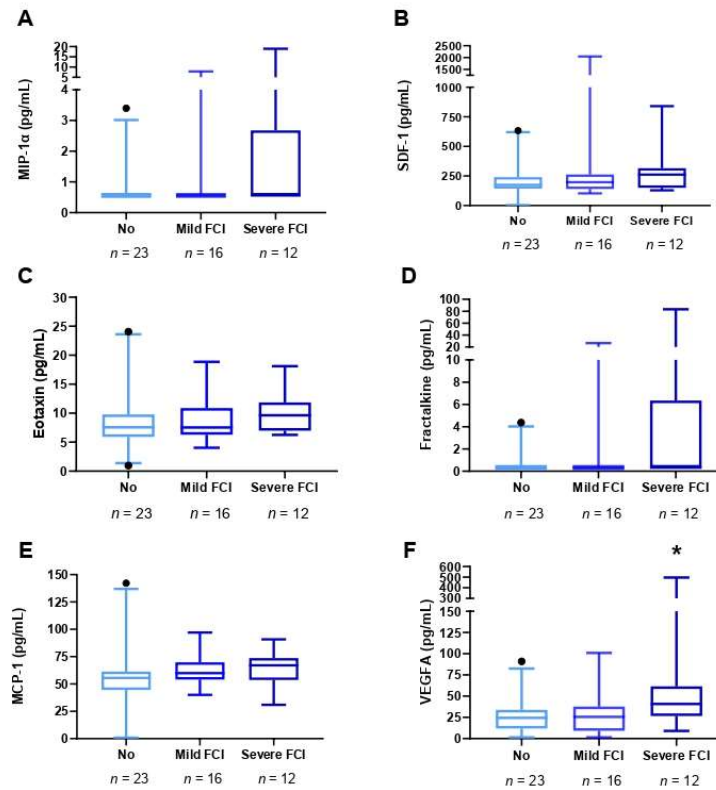 A
MIP-1α (pg/mL)
20
15
10
5
4
3
2
1
0
No
Mild FCI
Severe FCI
n = 23
n = 16
n = 12
B
SDF-1 (pg/mL)
2500
2000
1500
1000
750
500
250
0
No
Mild FCI
Severe FCI
n = 23
n = 16
n = 12
C
Eotaxin (pg/mL)
30
25
20
15
10
5
0
No
Mild FCI
Severe FCI
n = 23
n = 16
n = 12
D
Fractalkine (pg/mL)
100
80
60
40
20
10
8
6
4
2
0
No
Mild FCI
Severe FCI
n = 23
n = 16
n = 12
E
MCP-1 (pg/mL)
150
125
100
75
50
25
0
No
Mild FCI
Severe FCI
n = 23
n = 16
n = 12
F
*
VEGFA (pg/mL)
600
500
400
300
150
125
100
75
50
25
0
No
Mild FCI
Severe FCI
n = 23
n = 16
n = 12